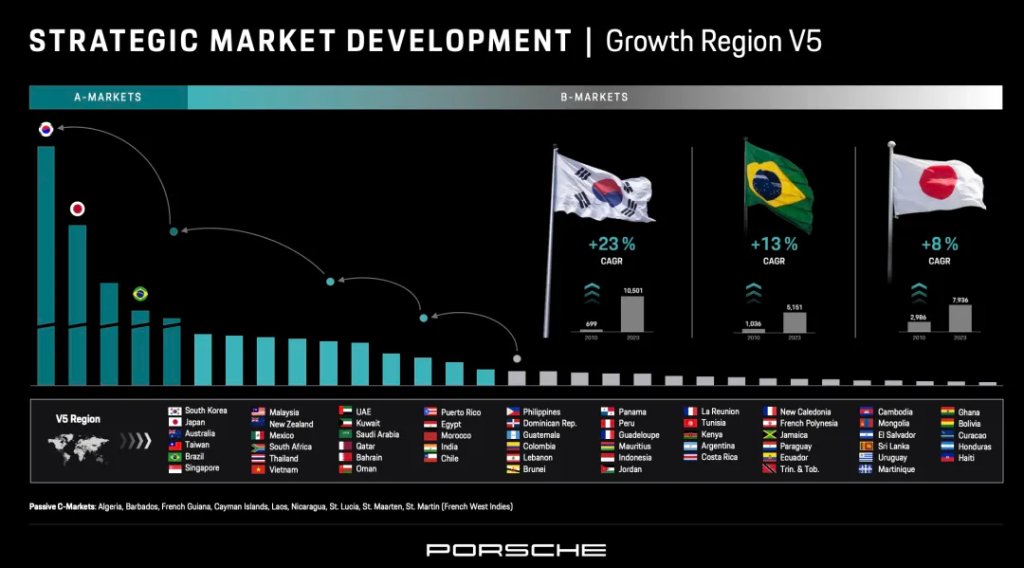 STRATEGIC MARKET DEVELOPMENT | Growth Region V5
A-MARKETS
B-MARKETS
+23 %
CAGR
699
10,501
2010
2023
+13 %
CAGR
1,036
5,151
2010
2023
+8 %
CAGR
2,986
7,936
2010
2023
V5 Region
South Korea
Japan
Australia
Taiwan
Brazil
Singapore
Malaysia
New Zealand
Mexico
South Africa
Thailand
Vietnam
UAE
Kuwait
Saudi Arabia
Qatar
Bahrain
Oman
Puerto Rico
Egypt
Morocco
India
Chile
Philippines
Dominican Rep.
Guatemala
Colombia
Lebanon
Brunei
Panama
Peru
Guadeloupe
Mauritius
Indonesia
Jordan
La Reunion
Tunisia
Kenya
Argentina
Costa Rica
New Caledonia
French Polynesia
Jamaica
Paraguay
Ecuador
Trin. & Tob.
Cambodia
Mongolia
El Salvador
Sri Lanka
Uruguay
Martinique
Ghana
Bolivia
Curacao
Honduras
Haiti
Passive C-Markets: Algeria, Barbados, French Guiana, Cayman Islands, Laos, Nicaragua, St. Lucia, St. Maarten, St. Martin (French West Indies)
PORSCHE